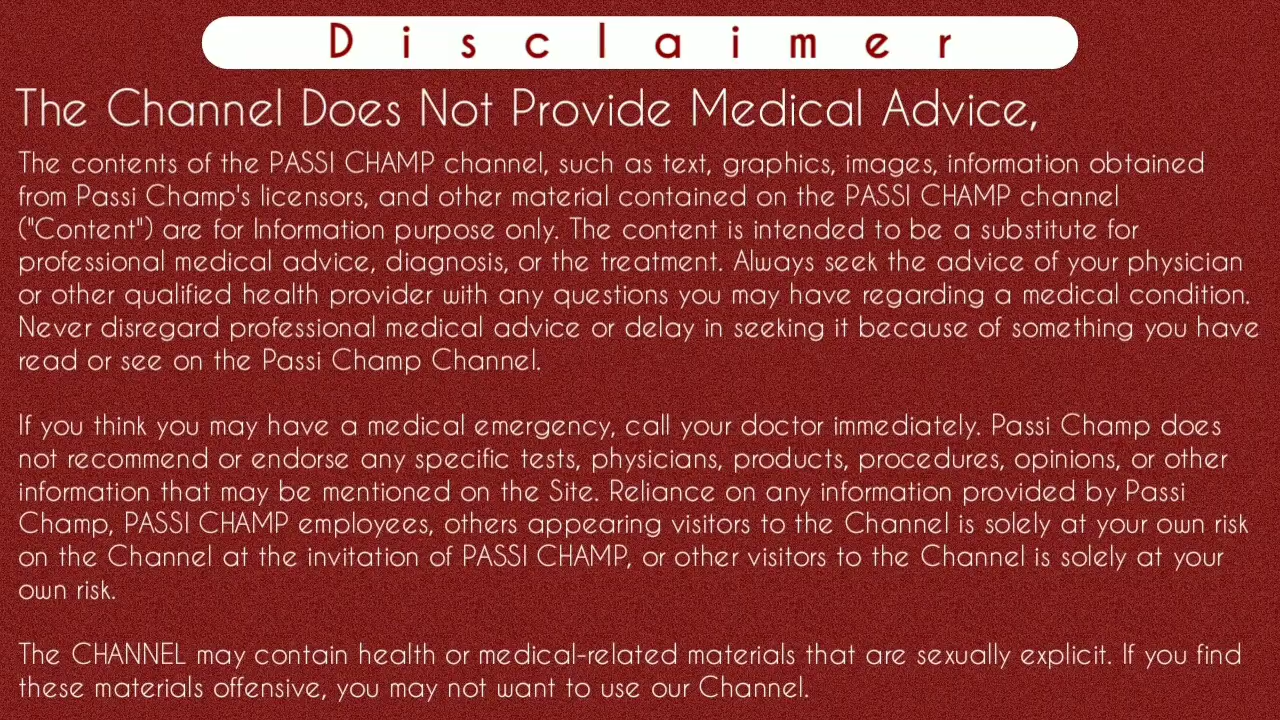 Disclaimer
The Channel Does Not Provide Medical Advice,
The contents of the PASSI CHAMP channel, such as text, graphics, images, information obtained
from Passi Champ's licensors, and other material contained on the PASSI CHAMP channel
("Content") are for Information purpose only. The content is intended to be a substitute for
professional medical advice, diagnosis, or the treatment. Always seek the advice of your physician
or other qualified health provider with any questions you may have regarding a medical condition.
Never disregard professional medical advice or delay in seeking it because of something you have
read or see on the Passi Champ Channel.
If you think you may have a medical emergency, call your doctor immediately. Passi Champ does
not recommend or endorse any specific tests, physicians, products, procedures, opinions, or other
information that may be mentioned on the Site. Reliance on any information provided by Passi
Champ, PASSI CHAMP employees, others appearing visitors to the Channel is solely at your own risk
on the Channel at the invitation of PASSI CHAMP, or other visitors to the Channel is solely at your
own risk.
The CHANNEL may contain health or medical-related materials that are sexually explicit. If you find
these materials offensive, you may not want to use our Channel.